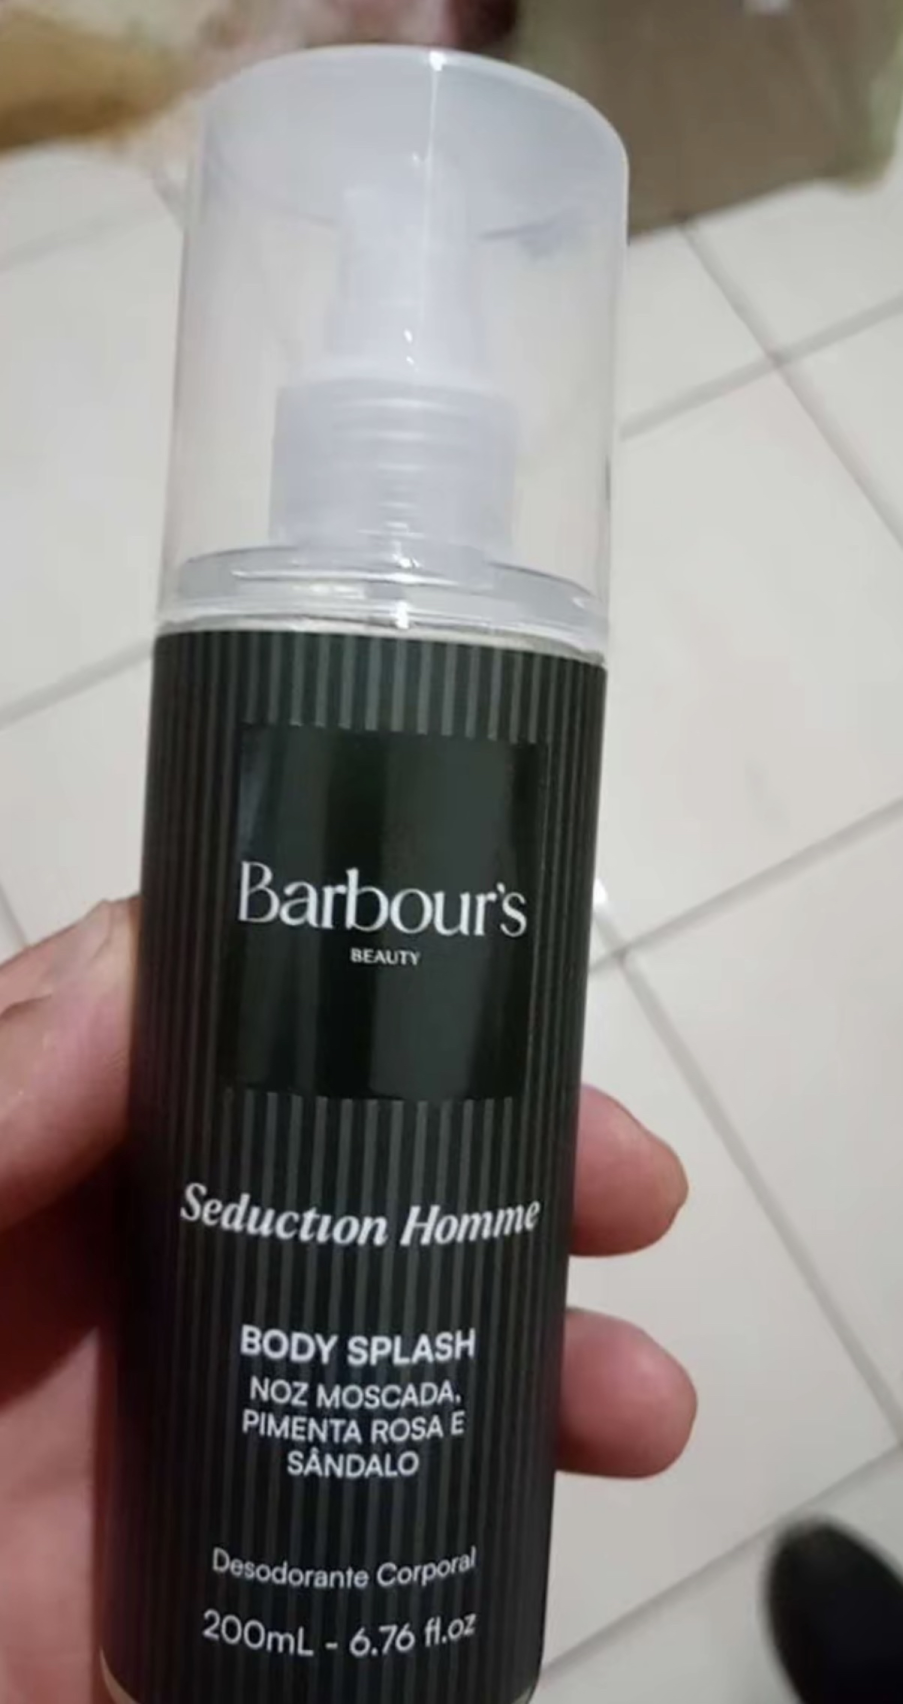 Barbour's
BEAUTY
Seduction Homme
BODY SPLASH
NOZ MOSCADA,
PIMENTA ROSA E
SÂNDALO
Desodorante Corporal
200mL - 6.76 fl.oz